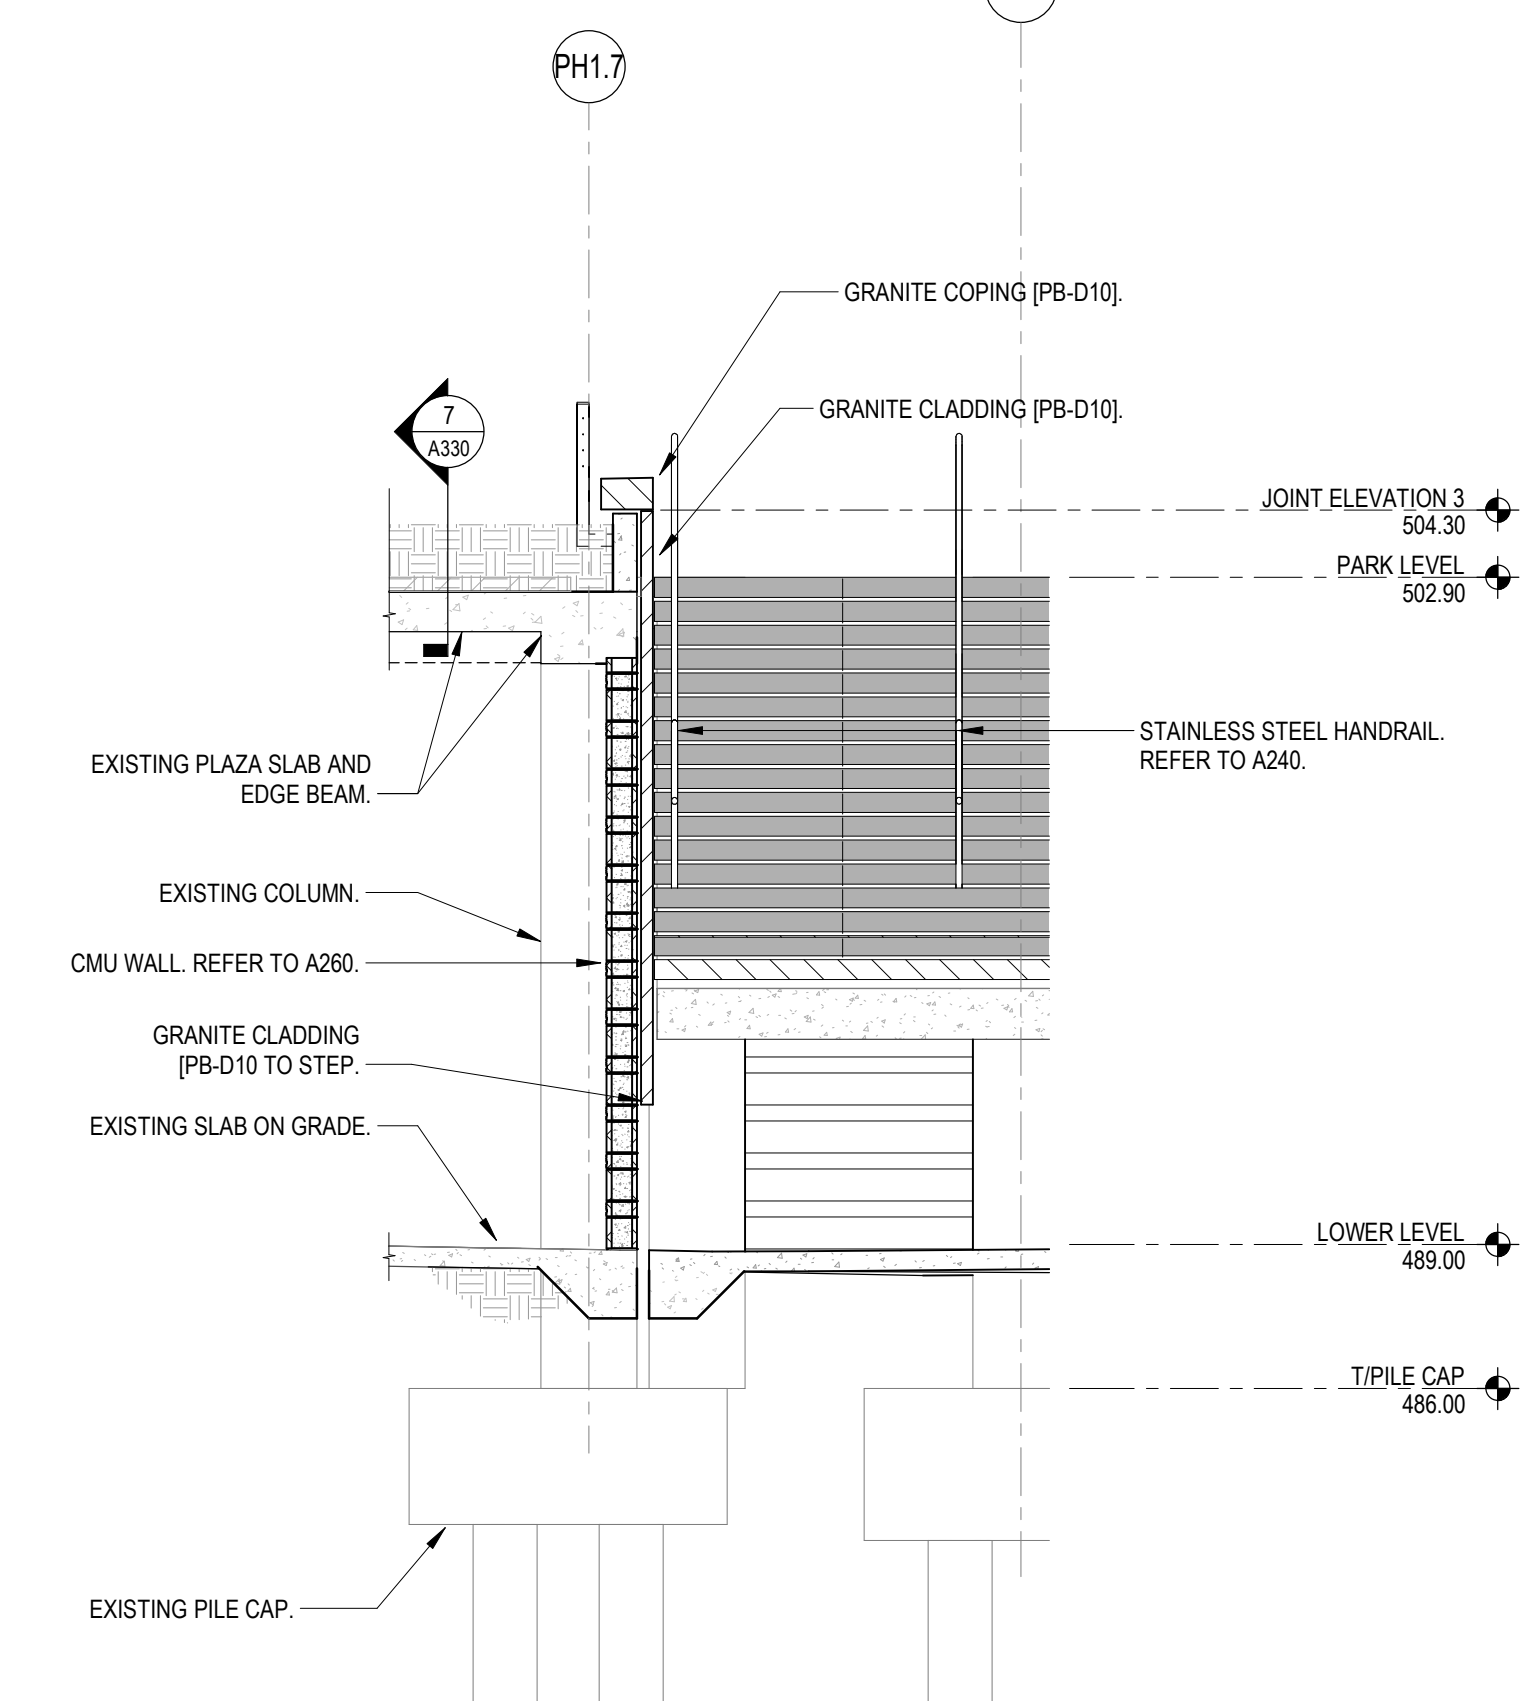 PH1.7
GRANITE COPING [PB-D10].
GRANITE CLADDING [PB-D10].
7
A330
JOINT ELEVATION 3
504.30
PARK LEVEL
502.90
STAINLESS STEEL HANDRAIL.
REFER TO A240.
EXISTING PLAZA SLAB AND
EDGE BEAM.
EXISTING COLUMN.
CMU WALL. REFER TO A260.
GRANITE CLADDING
[PB-D10 TO STEP.
EXISTING SLAB ON GRADE.
LOWER LEVEL
489.00
T/PILE CAP
486.00
EXISTING PILE CAP.